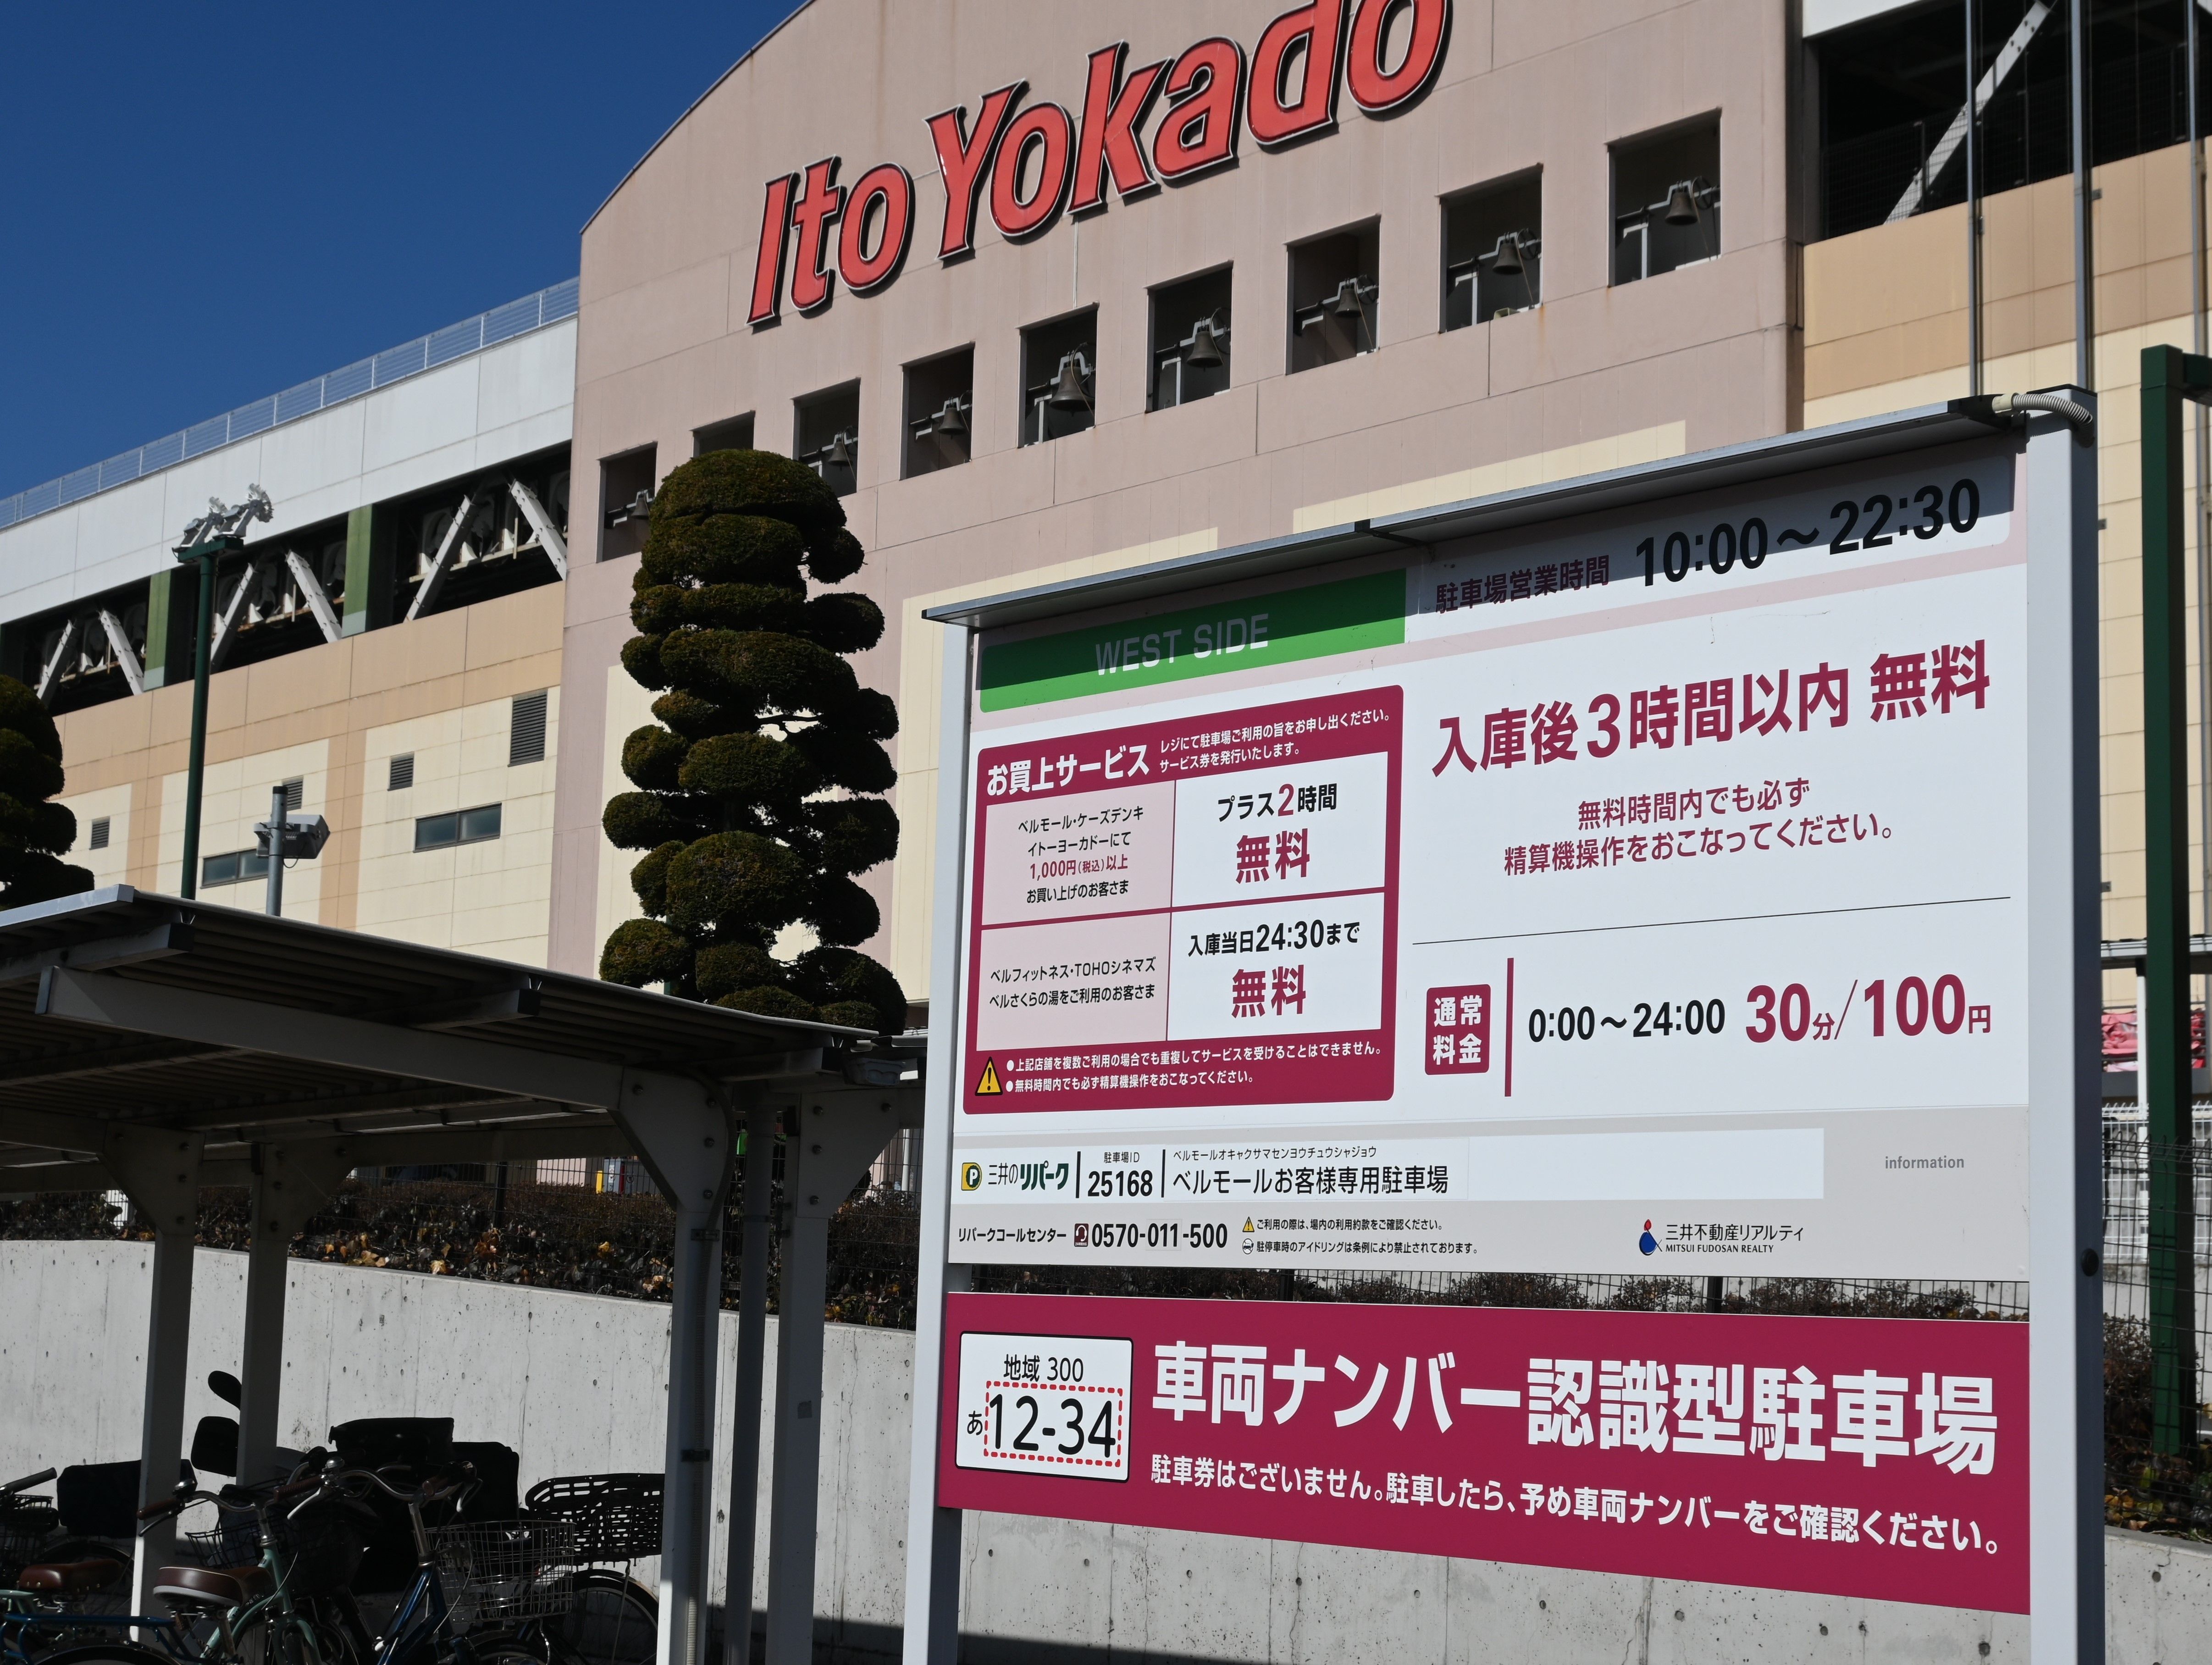 Ito Yokado
WEST SIDE
駐車場営業時間 10:00～22:30
お買上サービス
レジにて駐車場ご利用の旨をお申し出ください。
サービス券を発行いたします。
ベルモール・ケーズデンキ
イトーヨーカドーにて
1,000円(税込)以上
お買い上げのお客さま
プラス2時間
無料
ベルフィットネス・TOHOシネマズ
ベルさくらの湯をご利用のお客さま
入庫当日24:30まで
無料
●上記店舗を複数ご利用の場合でも重複してサービスを受けることはできません。
●無料時間内でも必ず精算機操作をおこなってください。
入庫後3時間以内 無料
無料時間内でも必ず
精算機操作をおこなってください。
通常
料金
0:00～24:00 30分/100円
P 三井のリパーク
駐車場ID
25168
ベルモールオキャクサマセンヨウチュウシャジョウ
ベルモールお客様専用駐車場
information
リパークコールセンター 0570-011-500
ご利用の際は、場内の利用約款をご確認ください。
駐停車時のアイドリングは条例により禁止されております。
三井不動産リアルティ
MITSUI FUDOSAN REALTY
地域 300
あ 12-34
車両ナンバー認識型駐車場
駐車券はございません。駐車したら、予め車両ナンバーをご確認ください。